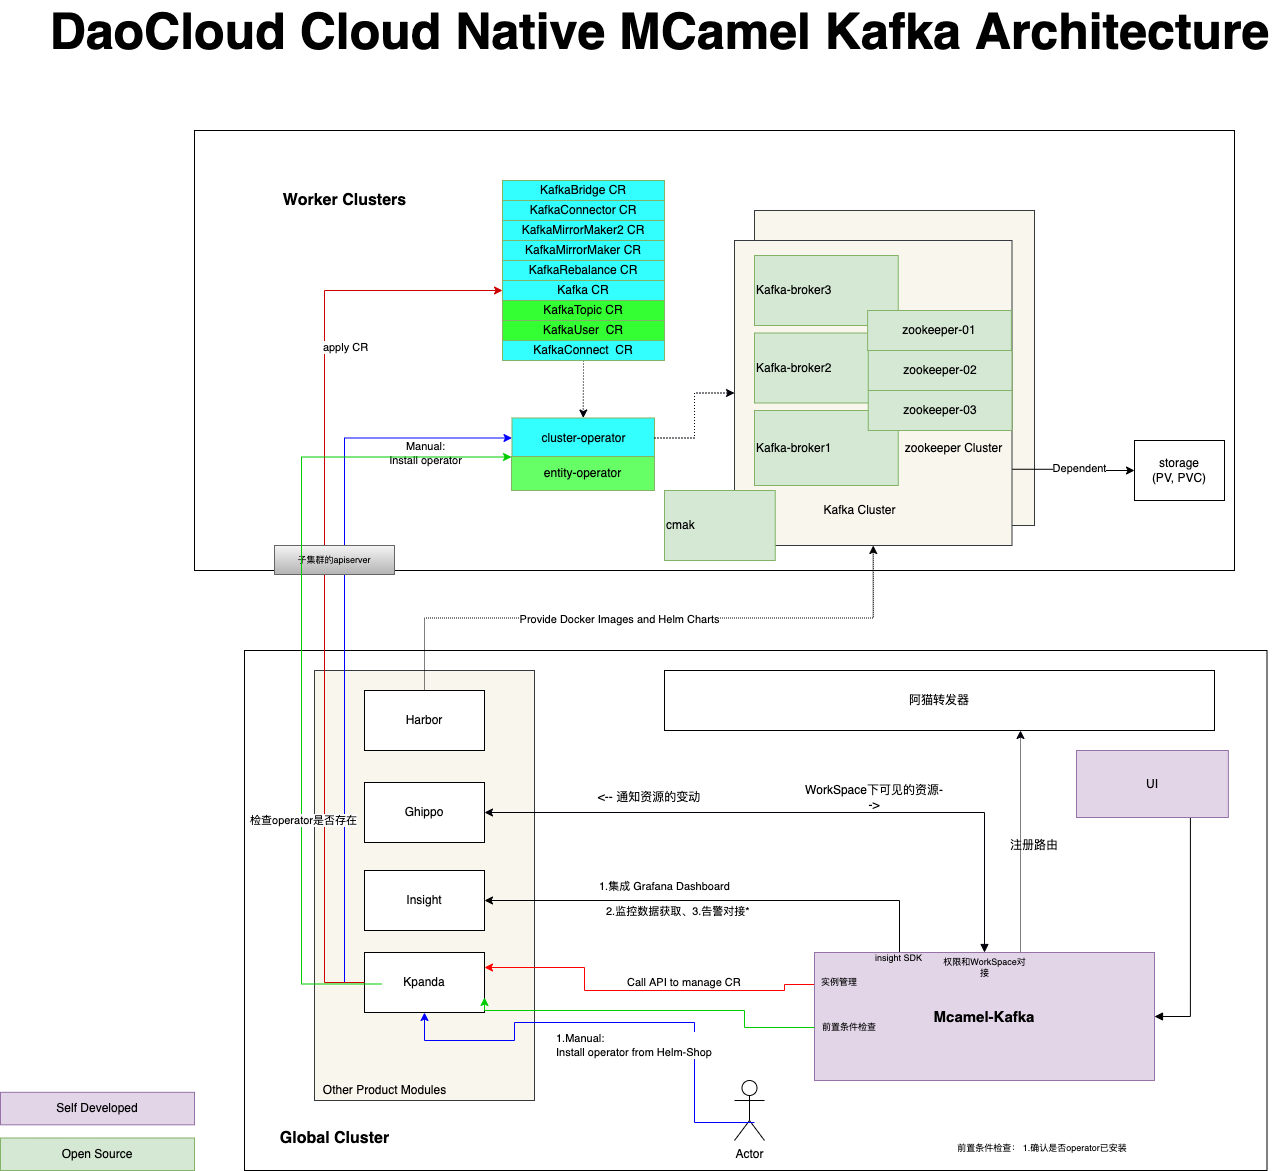 DaoCloud Cloud Native MCamel Kafka Architecture
Worker Clusters
KafkaBridge CR
KafkaConnector CR
KafkaMirrorMaker2 CR
KafkaMirrorMaker CR
KafkaRebalance CR
Kafka CR
KafkaTopic CR
KafkaUser CR
KafkaConnect CR
apply CR
Kafka-broker3
zookeeper-01
Kafka-broker2
zookeeper-02
zookeeper-03
Kafka-broker1
zookeeper Cluster
Kafka Cluster
cluster-operator
entity-operator
Manual:
Install operator
cmak
Dependent
storage
(PV, PVC)
子集群的apiserver
Provide Docker Images and Helm Charts
Harbor
阿猫转发器
UI
Ghippo
<-- 通知资源的变动
WorkSpace下可见的资源-
->
检查operator是否存在
注册路由
Insight
1.集成 Grafana Dashboard
2.监控数据获取、3.告警对接*
insight SDK
权限和WorkSpace对
接
Kpanda
Call API to manage CR
实例管理
前置条件检查
Mcamel-Kafka
1.Manual:
Install operator from Helm-Shop
Other Product Modules
Global Cluster
Actor
前置条件检查： 1.确认是否operator已安装
Self Developed
Open Source